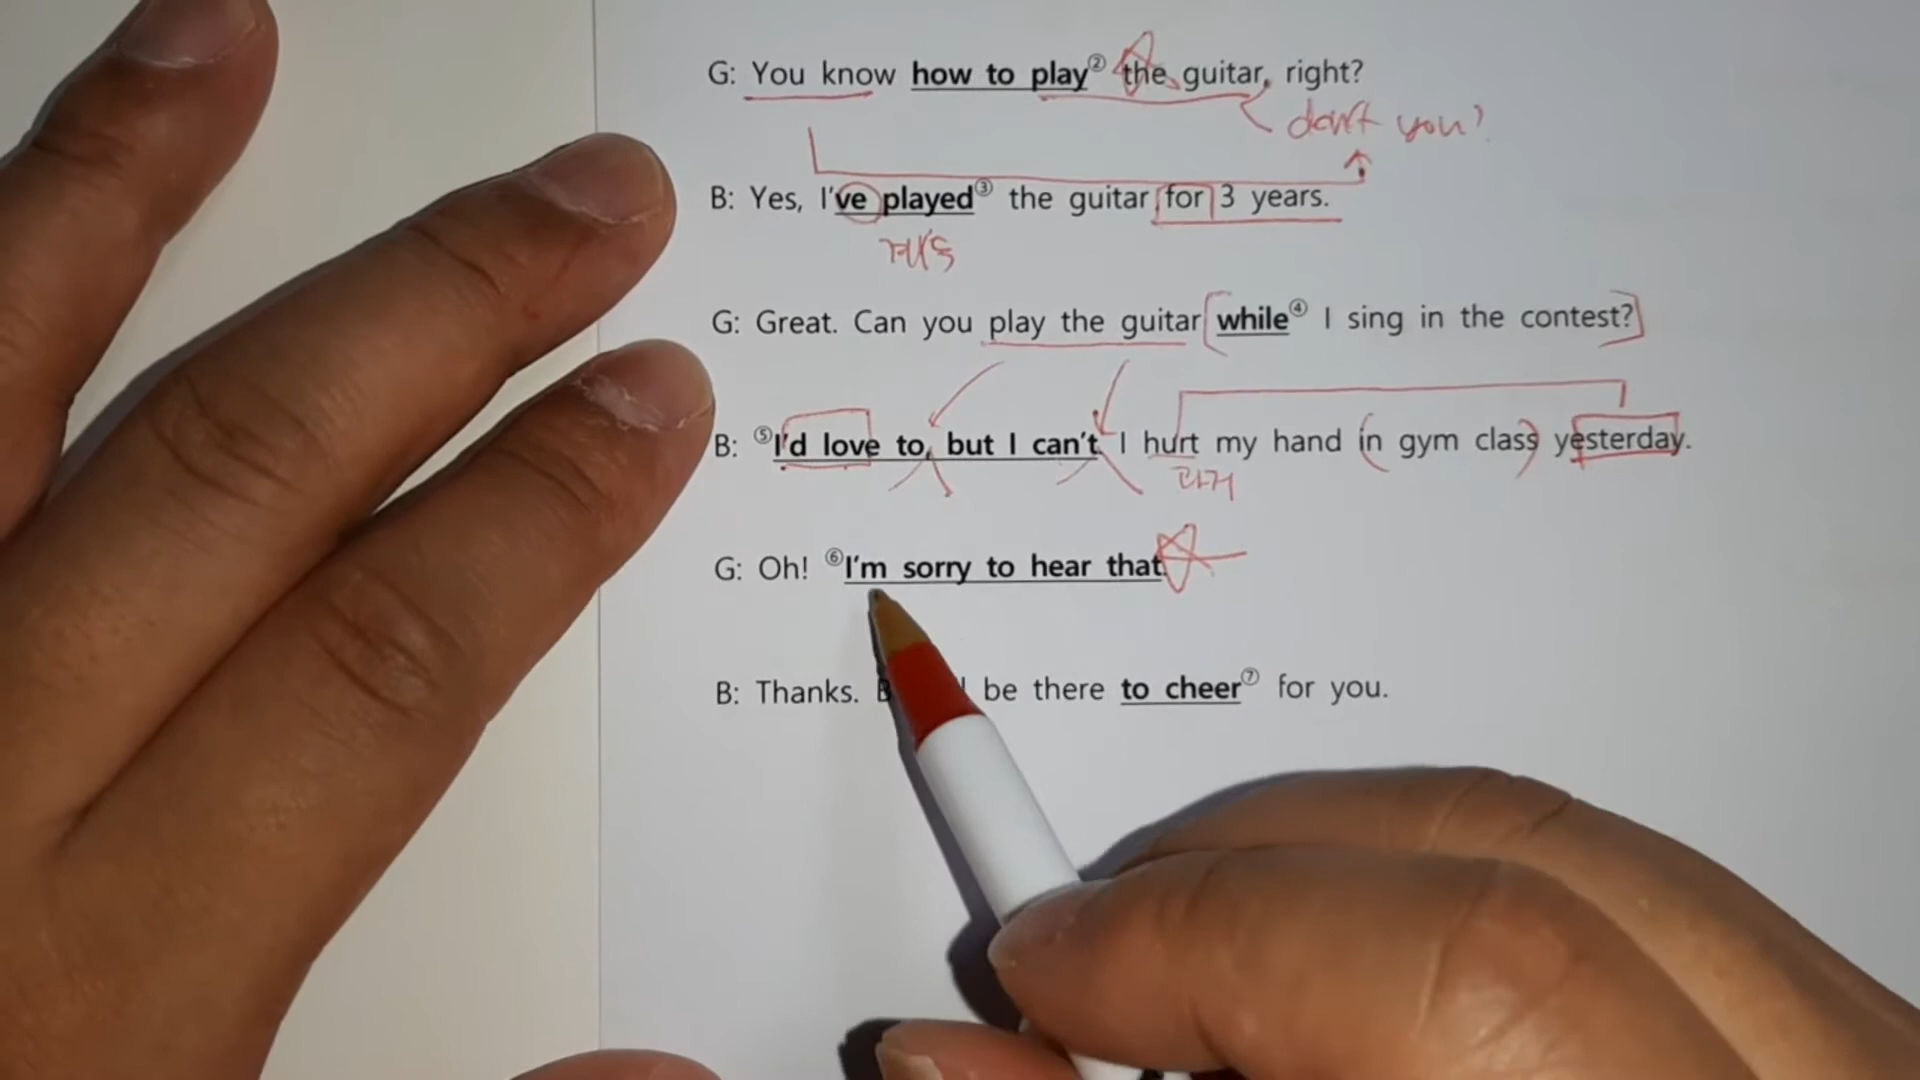 G: You know how to play② the guitar, right?
don't you?
B: Yes, I've played③ the guitar for 3 years.
계속
G: Great. Can you play the guitar while④ I sing in the contest?
B: ⑤I'd love to, but I can't. I hurt my hand in gym class yesterday.
과거
G: Oh! ⑥I'm sorry to hear that.
B: Thanks. be there to cheer⑦ for you.